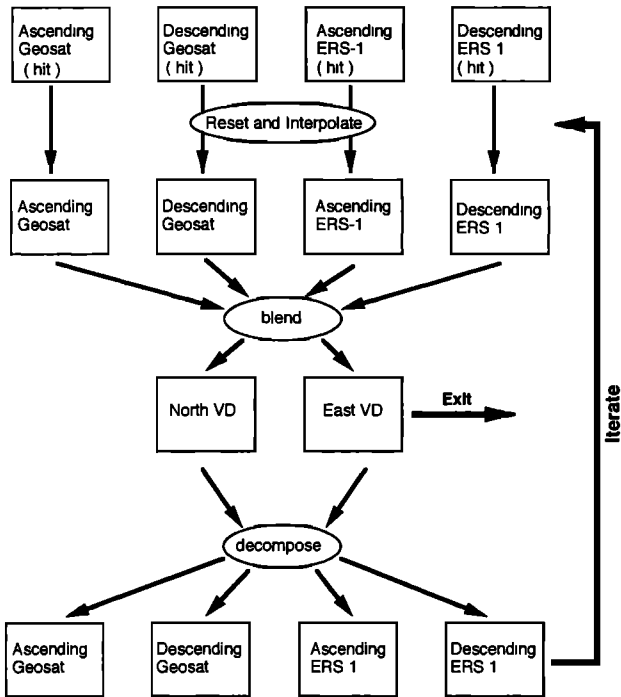 Ascending
Geosat
( hit )
Descending
Geosat
( hit )
Ascending
ERS-1
( hit )
Descending
ERS 1
( hit )
Reset and Interpolate
Ascending
Geosat
Descending
Geosat
Ascending
ERS-1
Descending
ERS 1
blend
North VD
East VD
Exit
Iterate
decompose
Ascending
Geosat
Descending
Geosat
Ascending
ERS 1
Descending
ERS 1